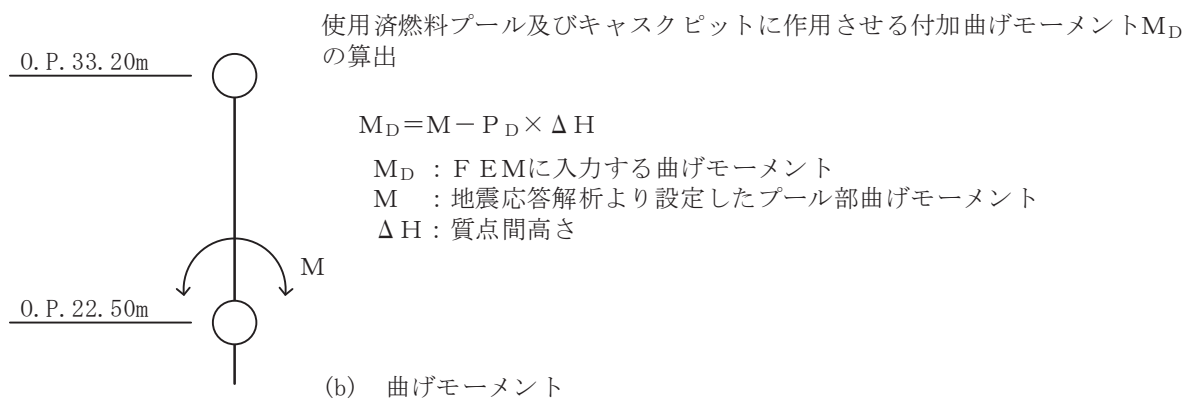 使用済燃料プール及びキャスクピットに作用させる付加曲げモーメントM_D
の算出
O.P.33.20m
M_D＝M－P_D×ΔH
M_D ：ＦＥＭに入力する曲げモーメント
M ：地震応答解析より設定したプール部曲げモーメント
ΔH：質点間高さ
M
O.P.22.50m
(b) 曲げモーメント